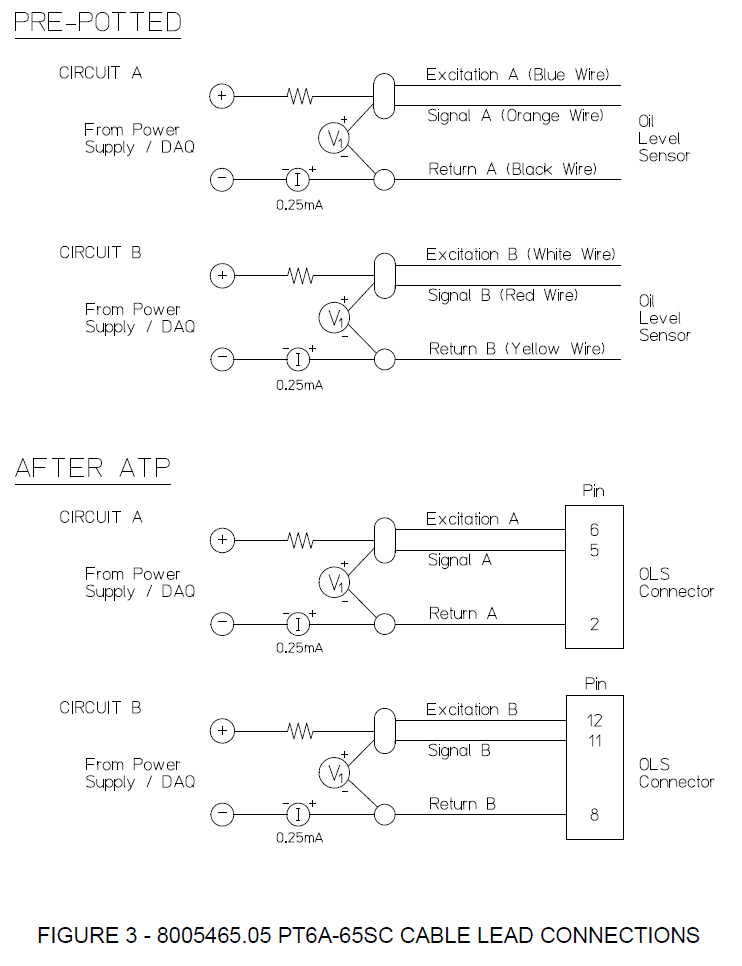 PRE-POTTED
CIRCUIT A
From Power
Supply / DAQ
+
V1
+
-
-
- I +
0.25mA
Excitation A (Blue Wire)
Signal A (Orange Wire)
Return A (Black Wire)
Oil
Level
Sensor
CIRCUIT B
From Power
Supply / DAQ
+
V1
+
-
-
- I +
0.25mA
Excitation B (White Wire)
Signal B (Red Wire)
Return B (Yellow Wire)
Oil
Level
Sensor
AFTER ATP
CIRCUIT A
From Power
Supply / DAQ
+
V1
+
-
-
- I +
0.25mA
Excitation A
Signal A
Return A
Pin
6
5
2
OLS
Connector
CIRCUIT B
From Power
Supply / DAQ
+
V1
+
-
-
- I +
0.25mA
Excitation B
Signal B
Return B
Pin
12
11
8
OLS
Connector
FIGURE 3 - 8005465.05 PT6A-65SC CABLE LEAD CONNECTIONS